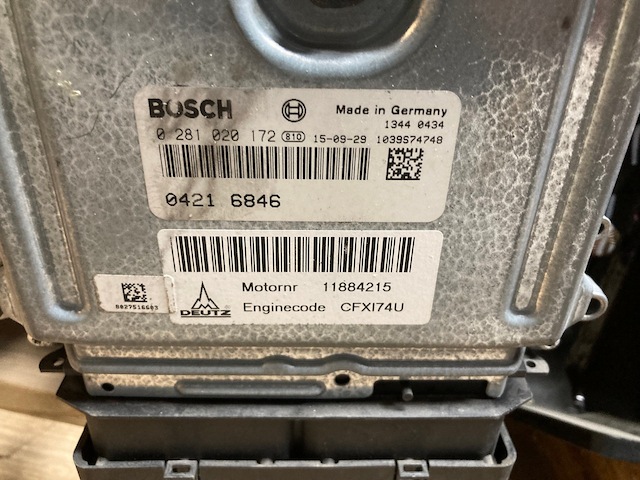 BOSCH
Made in Germany
1344 0434
0 281 020 172 810 15-09-29 1039S74748
0421 6846
Motornr 11884215
DEUTZ ®
Enginecode CFXI74U